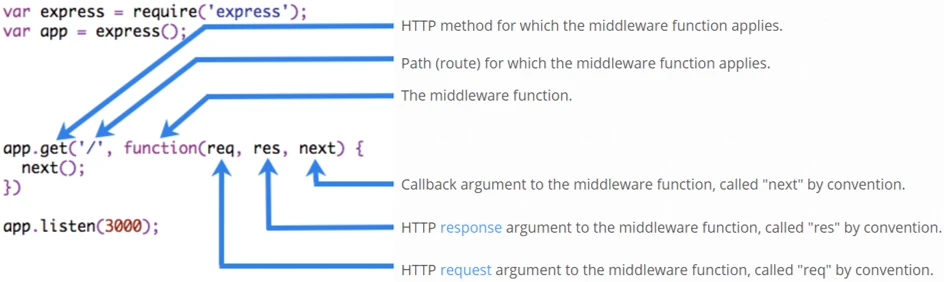 var express = require('express');
var app = express();
app.get('/', function(req, res, next) {
next();
})
app.listen(3000);
HTTP method for which the middleware function applies.
Path (route) for which the middleware function applies.
The middleware function.
Callback argument to the middleware function, called "next" by convention.
HTTP response argument to the middleware function, called "res" by convention.
HTTP request argument to the middleware function, called "req" by convention.